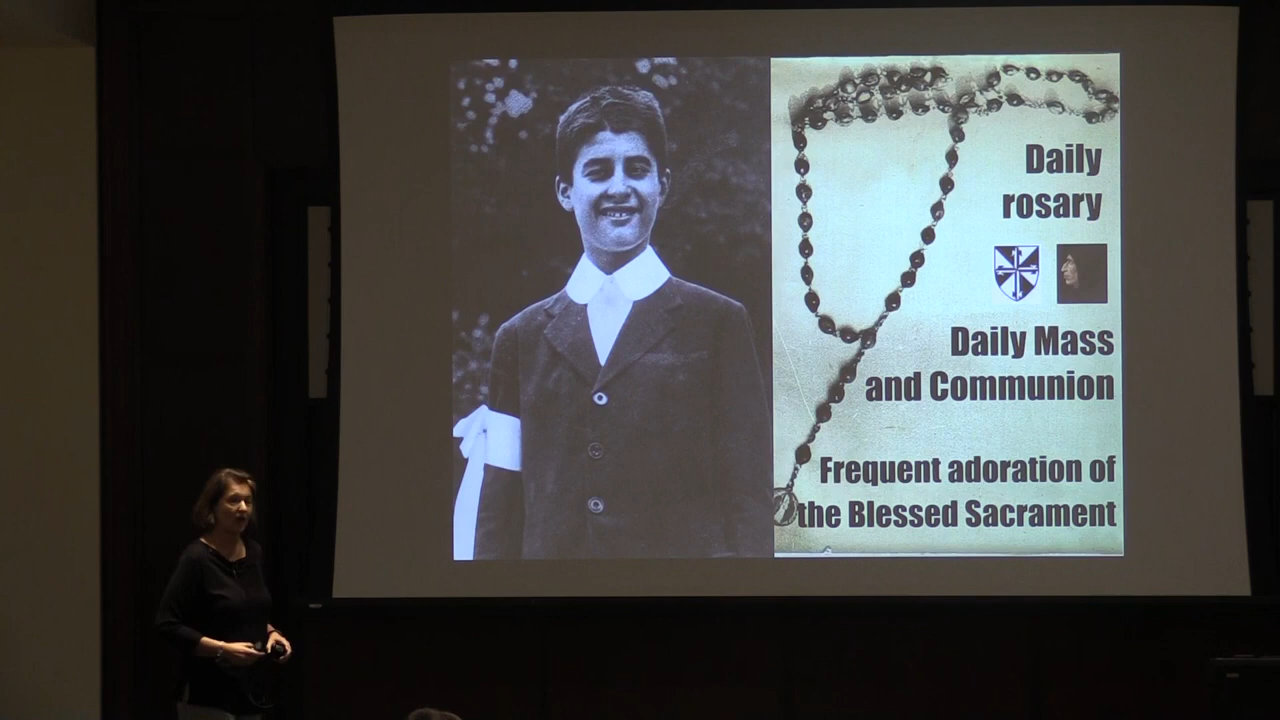 Daily
rosary
Daily Mass
and Communion
Frequent adoration of
the Blessed Sacrament